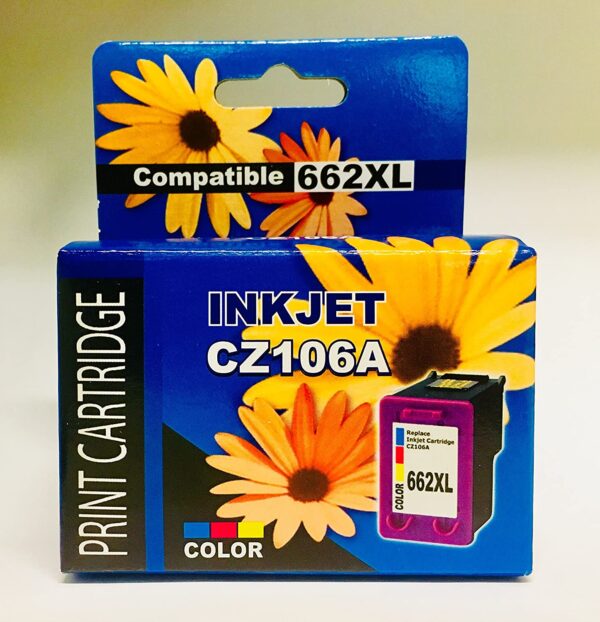 Compatible 662XL
INKJET
CZ106A
PRINT CARTRIDGE
Replace
Inkjet Cartridge
CZ106A
COLOR
662XL
COLOR